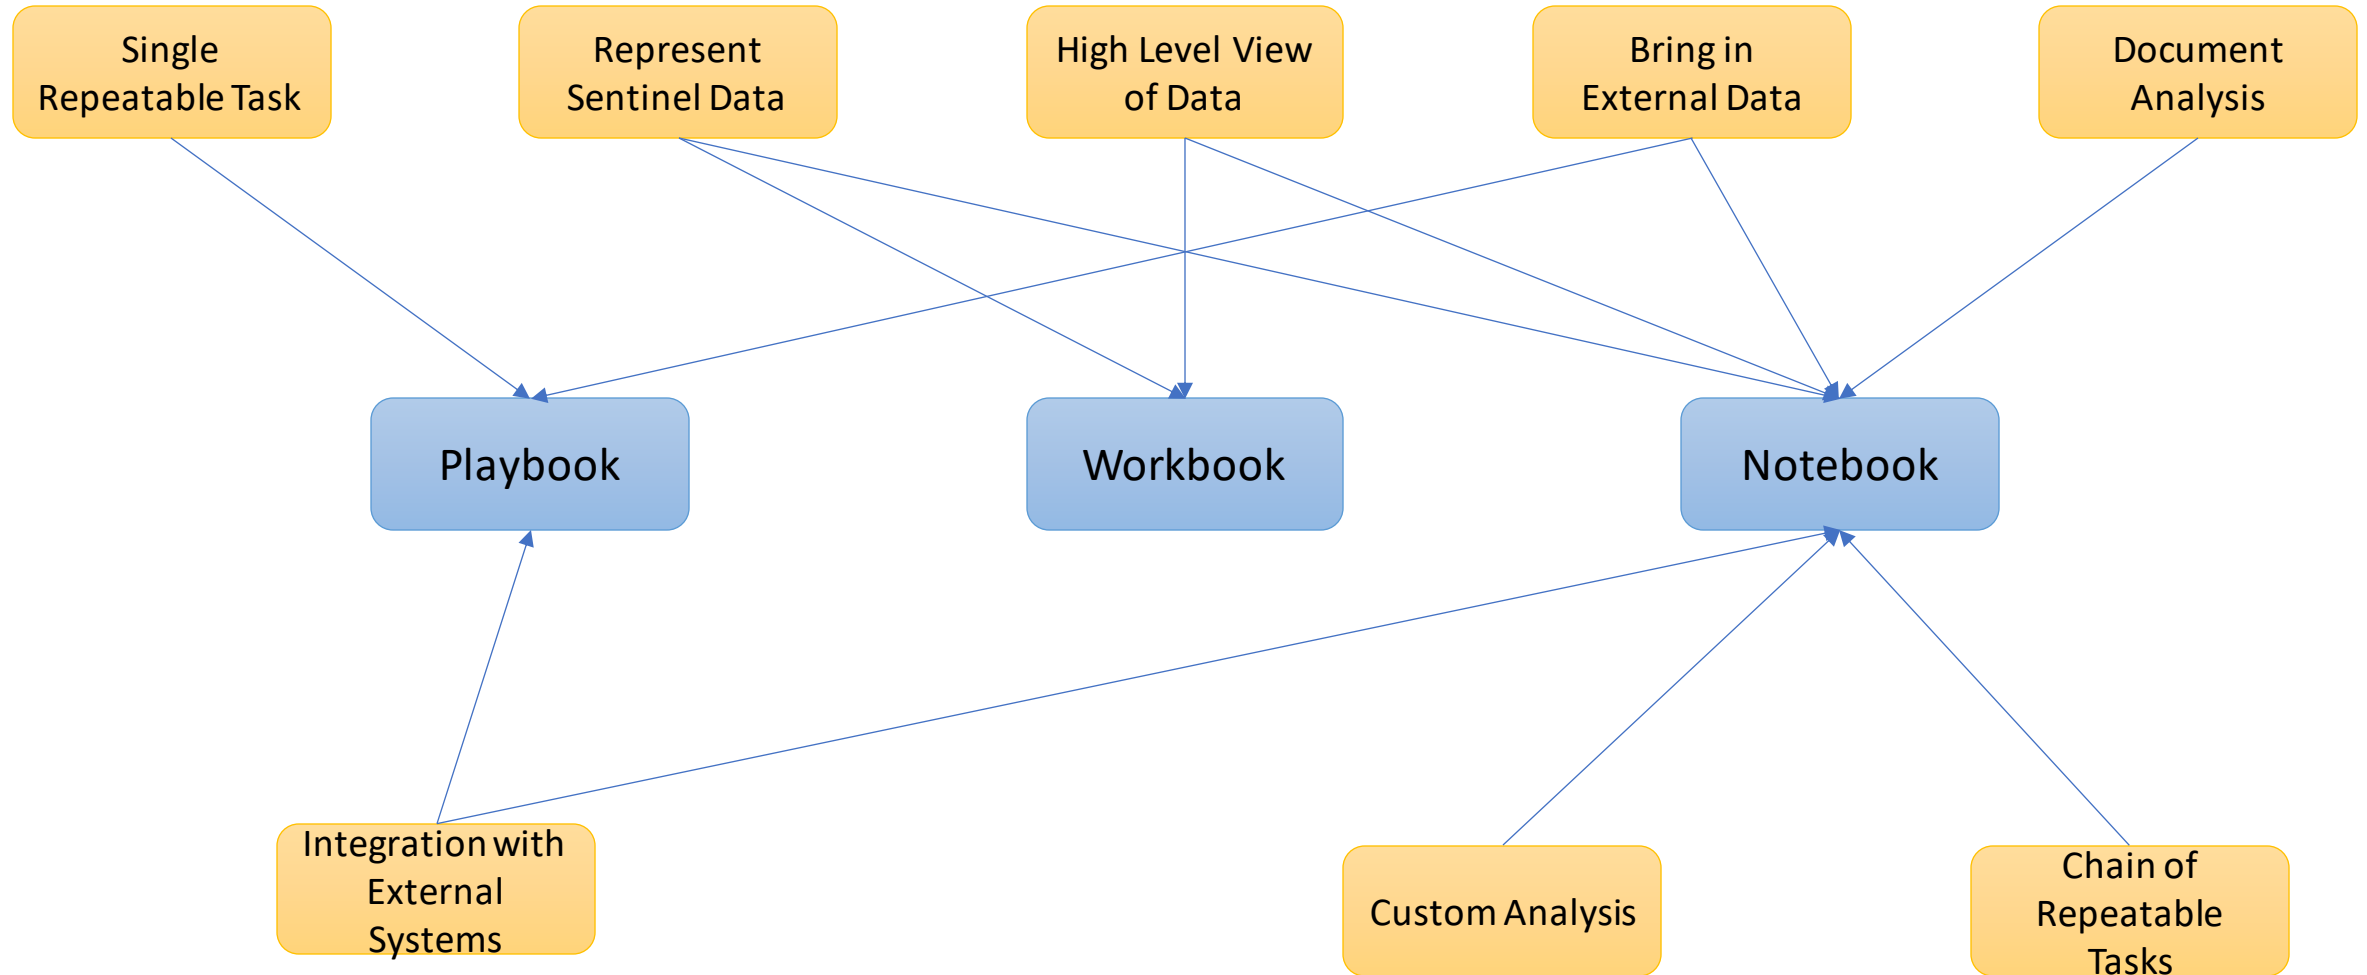 Single
Repeatable Task
Represent
Sentinel Data
High Level View
of Data
Bring in
External Data
Document
Analysis
Playbook
Workbook
Notebook
Integration with
External
Systems
Custom Analysis
Chain of
Repeatable
Tasks